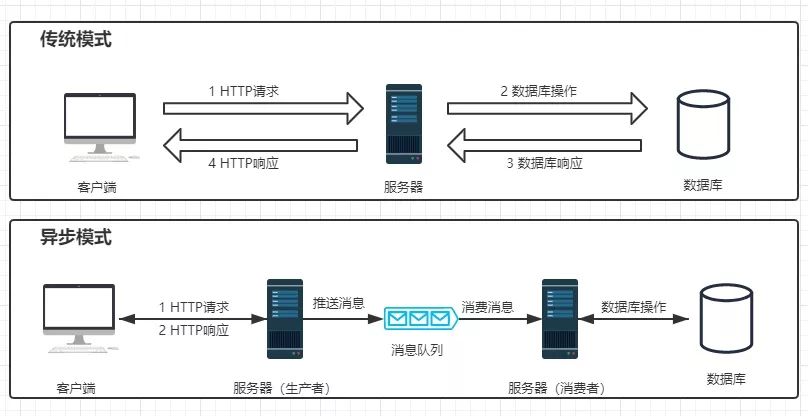 传统模式
1 HTTP请求
2 数据库操作
4 HTTP响应
3 数据库响应
客户端
服务器
数据库
异步模式
1 HTTP请求
推送消息
消费消息
数据库操作
2 HTTP响应
消息队列
客户端
服务器（生产者）
服务器（消费者）
数据库